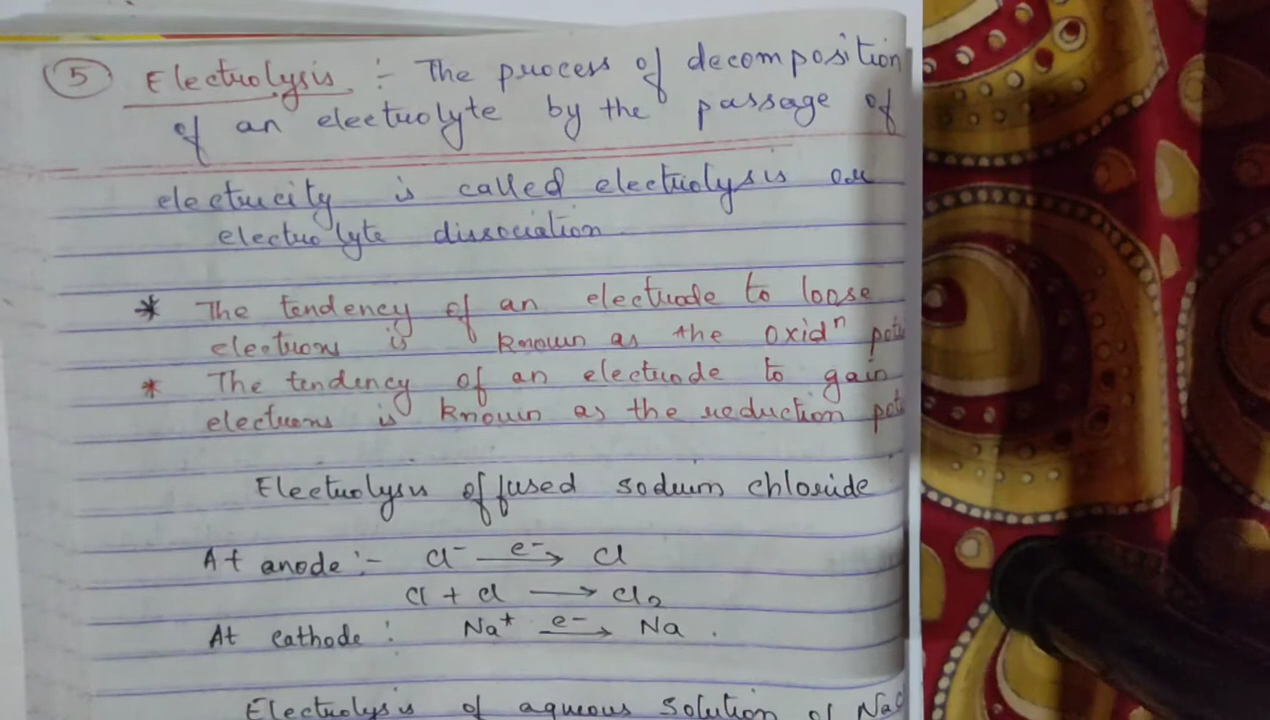 5 Electrolysis :- The process of decomposition
of an electrolyte by the passage of
electricity is called electrolysis or
electrolyte dissociation
* The tendency of an electrode to loose
electrons is known as the oxidⁿ
* The tendency of an electrode to gain
electrons is known as the reduction
Electrolysis of fused sodium chloride
At anode :- Cl⁻ e⁻→ Cl
Cl + Cl → Cl₂
At cathode : Na⁺ e⁻→ Na .
Electrolysis of aqueous solution of